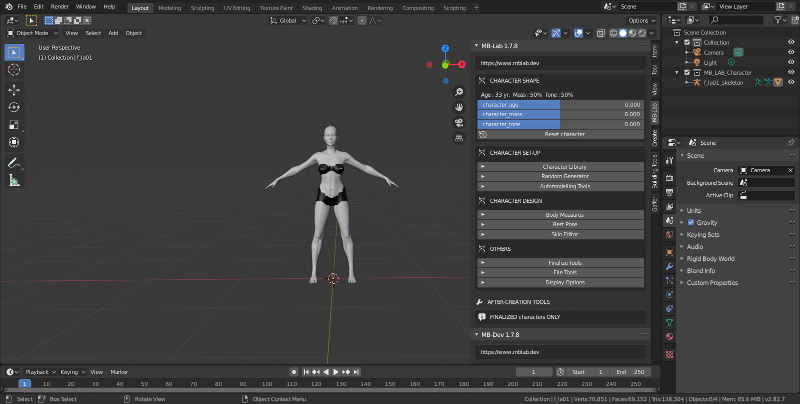 File Edit Render Window Help Layout Modeling Sculpting UV Editing Texture Paint Shading Animation Rendering Compositing Scripting + Scene View Layer
Global Options
Object Mode View Select Add Object
User Perspective
(1) Collection | f_la01
Z
X
MB-Lab 1.7.8
https://www.mblab.dev
CHARACTER SHAPE
Age : 33 yr. Mass : 50% Tone : 50%
character_age 0.000
character_mass 0.000
character_tone 0.000
Reset character
CHARACTER SET-UP
Character Library
Random Generator
Automodelling Tools
CHARACTER DESIGN
Body Measures
Rest Pose
Skin Editor
OTHERS
Finalize Tools
File Tools
Display Options
AFTER-CREATION TOOLS
FINALIZED characters ONLY
MB-Dev 1.7.8
https://www.mblab.dev
Item
Tool
View
MB-Lab
Create
Building Tools
Scene Collection
Collection
Camera
Light
MB_LAB_Character
f_la01_skeleton
Scene
Scene
Camera Camera
Background Scene
Active Clip
Units
Gravity
Keying Sets
Audio
Rigid Body World
Blend Info
Custom Properties
Playback Keying View Marker 1 Start 1 End 250
1 10 20 30 40 50 60 70 80 90 100 110 120 130 140 150 160 170 180 190 200 210 220 230 240 250
Select Box Select Rotate View Object Context Menu Collection | f_la01 | Verts:70,851 | Faces:69,152 | Tris:138,304 | Objects:0/4 | Mem: 85.6 MiB | v2.82.7